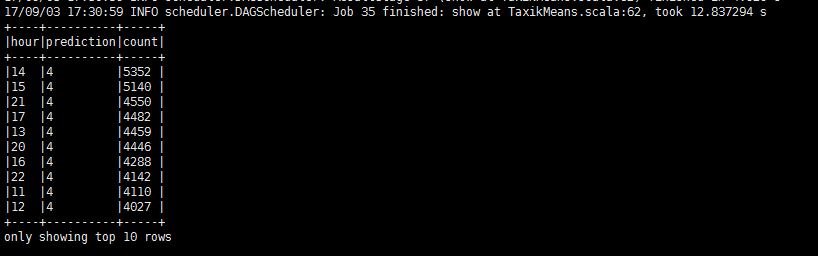 17/09/03 17:30:59 INFO scheduler.DAGScheduler: Job 35 finished: show at TaxikMeans.scala:62, took 12.837294 s
+----+----------+-----+
|hour|prediction|count|
+----+----------+-----+
|14  |4         |5352 |
|15  |4         |5140 |
|21  |4         |4550 |
|17  |4         |4482 |
|13  |4         |4459 |
|20  |4         |4446 |
|16  |4         |4288 |
|22  |4         |4142 |
|11  |4         |4110 |
|12  |4         |4027 |
+----+----------+-----+
only showing top 10 rows